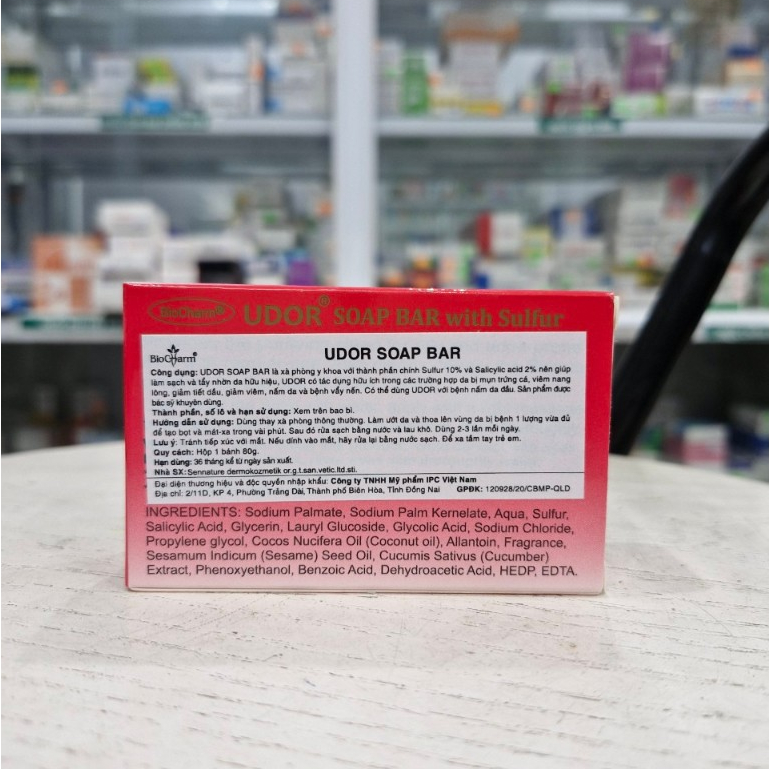 BioCharm® UDOR® SOAP BAR with Sulfur
BIOCHARM® UDOR SOAP BAR
Công dụng: UDOR SOAP BAR là xà phòng y khoa với thành phần chính Sulfur 10% và Salicylic acid 2% nên giúp
làm sạch và tẩy nhờn da hữu hiệu, UDOR có tác dụng hữu ích trong các trường hợp da bị mụn trứng cá, viêm nang
lông, giảm tiết dầu, giảm viêm, nấm da và bệnh vẩy nến. Có thể dùng UDOR với bệnh nấm da đầu. Sản phẩm được
bác sỹ khuyên dùng.
Thành phần, số lô và hạn sử dụng: Xem trên bao bì.
Hướng dẫn sử dụng: Dùng thay xà phòng thông thường. Làm ướt da và thoa lên vùng da bị bệnh 1 lượng vừa đủ
để tạo bọt và mát-xa trong vài phút. Sau đó rửa sạch bằng nước và lau khô. Dùng 2-3 lần mỗi ngày.
Lưu ý: Tránh tiếp xúc với mắt. Nếu dính vào mắt, hãy rửa lại bằng nước sạch. Để xa tầm tay trẻ em.
Quy cách: Hộp 1 bánh 80g.
Hạn dùng: 36 tháng kể từ ngày sản xuất.
Nhà SX: Sennature dermokozmetik or.g.t.san.vetic.ltd.sti.
Đại diện thương hiệu và độc quyền nhập khẩu: Công ty TNHH Mỹ phẩm IPC Việt Nam
Địa chỉ: 2/11D, KP 4, Phường Trảng Dài, Thành phố Biên Hòa, Tỉnh Đồng Nai GPĐK: 120928/20/CBMP-QLD
INGREDIENTS: Sodium Palmate, Sodium Palm Kernelate, Aqua, Sulfur,
Salicylic Acid, Glycerin, Lauryl Glucoside, Glycolic Acid, Sodium Chloride,
Propylene glycol, Cocos Nucifera Oil (Coconut oil), Allantoin, Fragrance,
Sesamum Indicum (Sesame) Seed Oil, Cucumis Sativus (Cucumber)
Extract, Phenoxyethanol, Benzoic Acid, Dehydroacetic Acid, HEDP, EDTA.